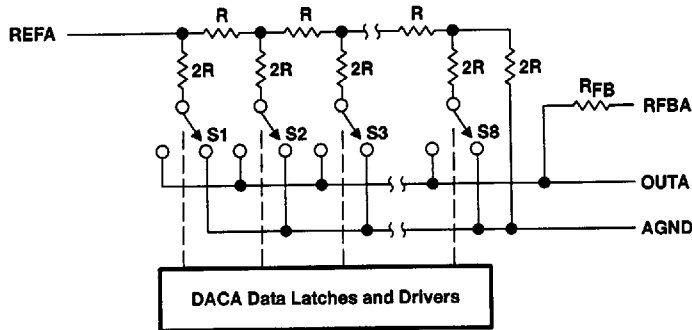 R R R
REFA
2R 2R 2R 2R 2R
RFB RFBA
S1 S2 S3 S8
OUTA
AGND
DACA Data Latches and Drivers